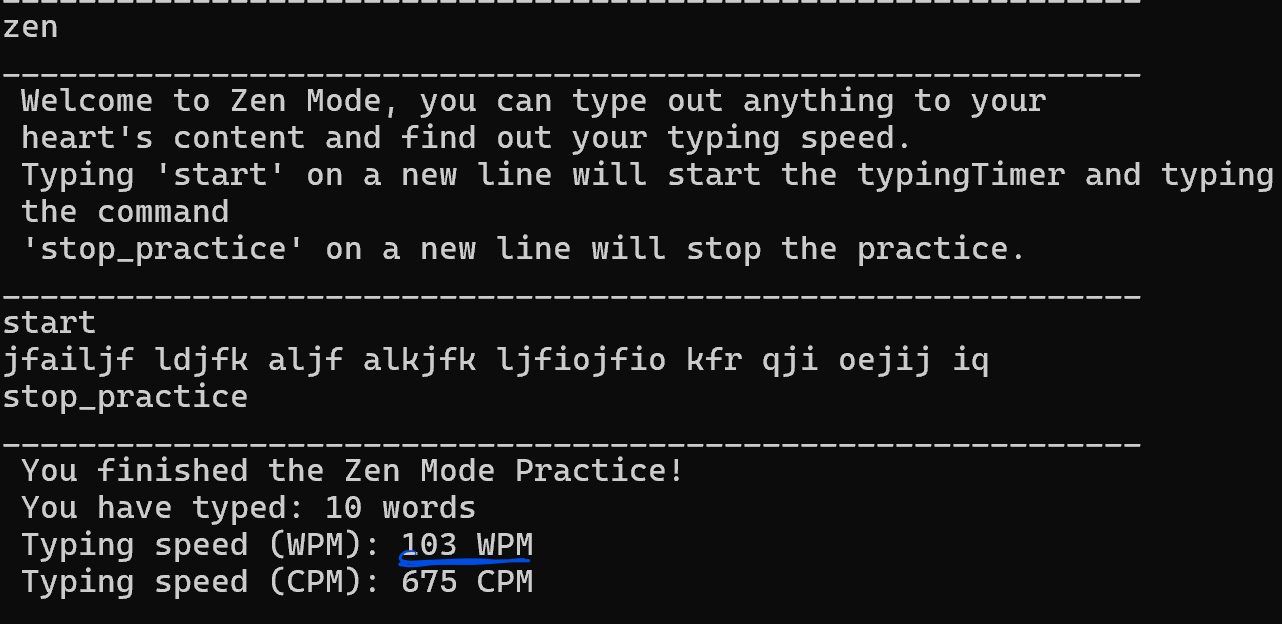 zen
____________________________________________________________
Welcome to Zen Mode, you can type out anything to your
heart's content and find out your typing speed.
Typing 'start' on a new line will start the typingTimer and typing
the command
'stop_practice' on a new line will stop the practice.
____________________________________________________________
start
jfailjf ldjfk aljf alkjfk ljfiojfio kfr qji oejij iq
stop_practice
____________________________________________________________
You finished the Zen Mode Practice!
You have typed: 10 words
Typing speed (WPM): 103 WPM
Typing speed (CPM): 675 CPM